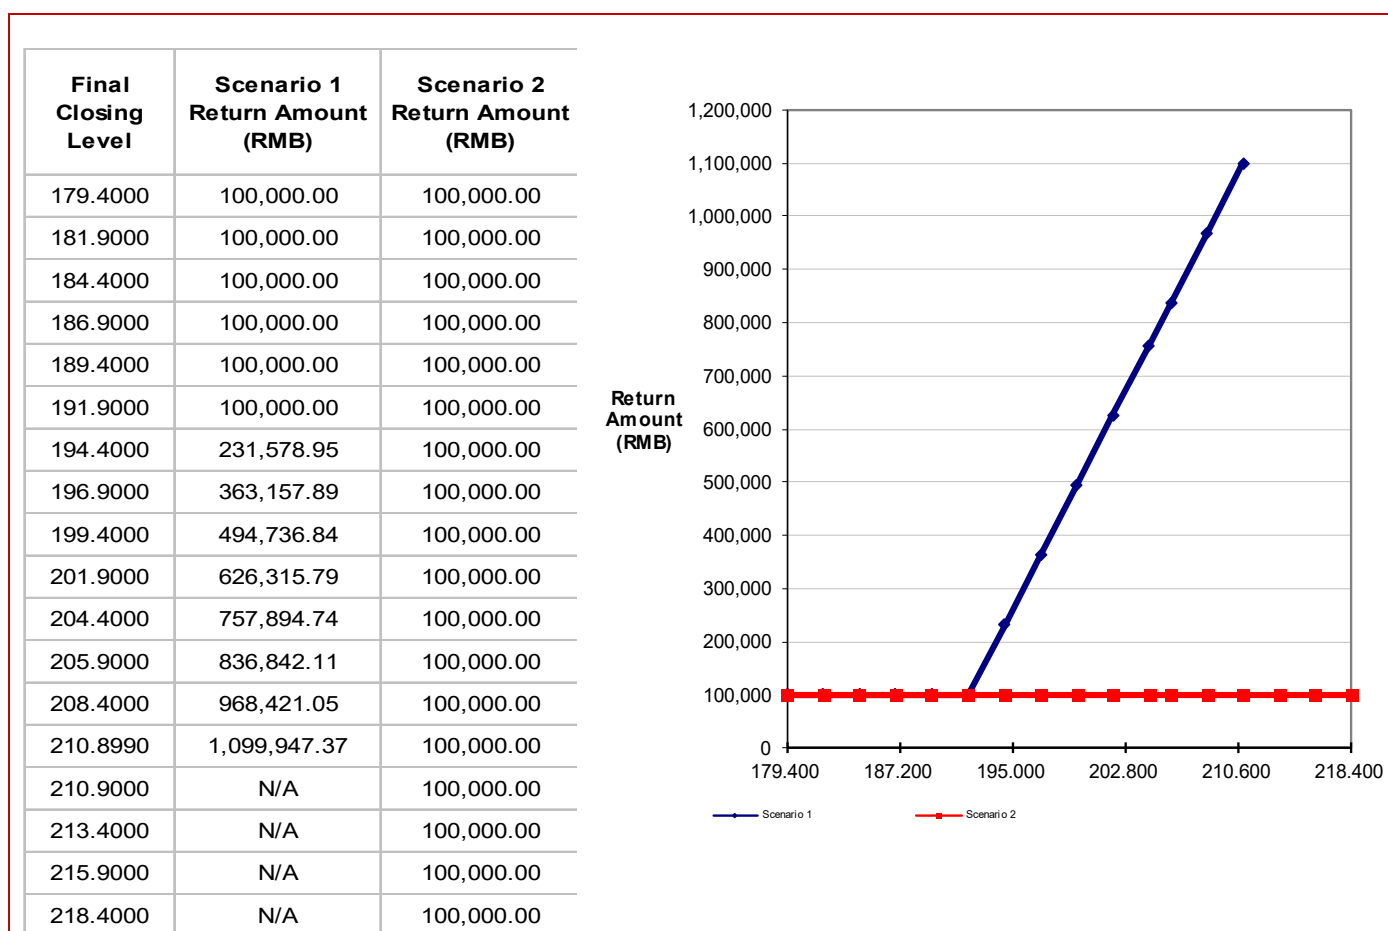 Final Closing Level
Scenario 1 Return Amount (RMB)
Scenario 2 Return Amount (RMB)
179.4000 100,000.00 100,000.00
181.9000 100,000.00 100,000.00
184.4000 100,000.00 100,000.00
186.9000 100,000.00 100,000.00
189.4000 100,000.00 100,000.00
191.9000 100,000.00 100,000.00
194.4000 231,578.95 100,000.00
196.9000 363,157.89 100,000.00
199.4000 494,736.84 100,000.00
201.9000 626,315.79 100,000.00
204.4000 757,894.74 100,000.00
205.9000 836,842.11 100,000.00
208.4000 968,421.05 100,000.00
210.8990 1,099,947.37 100,000.00
210.9000 N/A 100,000.00
213.4000 N/A 100,000.00
215.9000 N/A 100,000.00
218.4000 N/A 100,000.00
Return
Amount
(RMB)
1,200,000
1,100,000
1,000,000
900,000
800,000
700,000
600,000
500,000
400,000
300,000
200,000
100,000
0
179.400 187.200 195.000 202.800 210.600 218.400
Scenario 1 Scenario 2